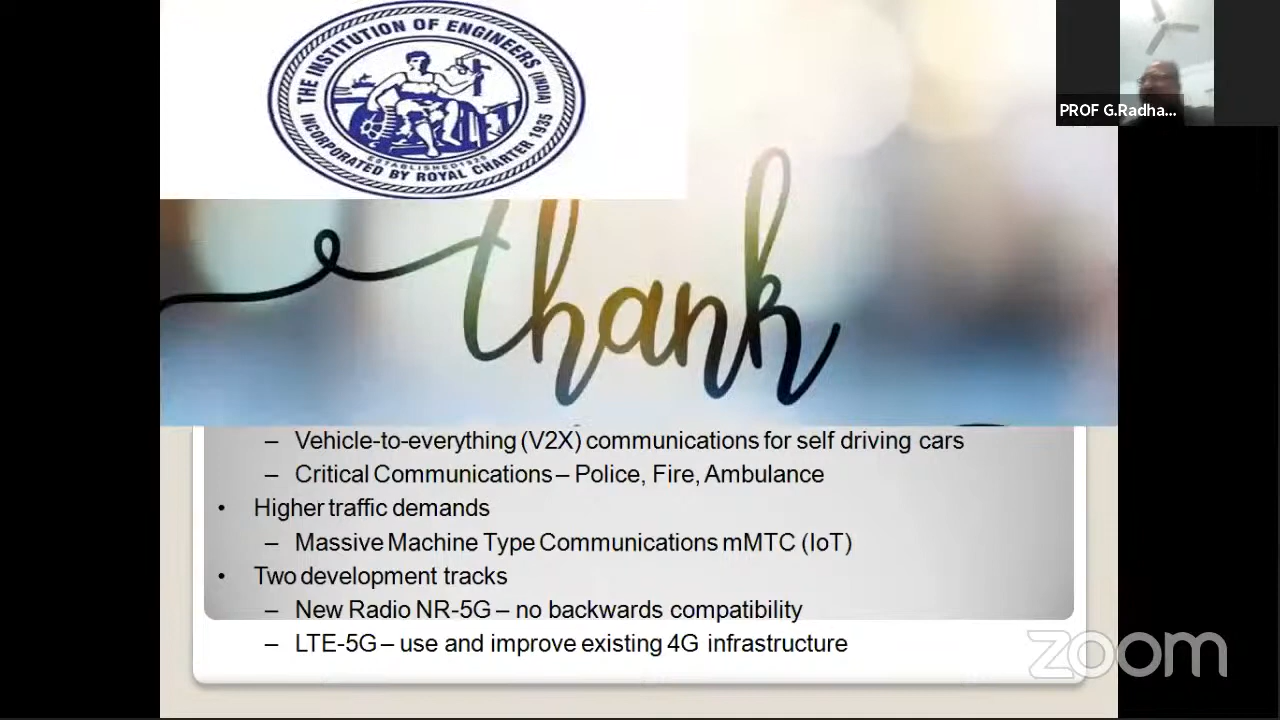 THE INSTITUTION OF ENGINEERS (INDIA)
ESTABLISHED 1920
INCORPORATED BY ROYAL CHARTER 1935
PROF G.Radha...
thank
– Vehicle-to-everything (V2X) communications for self driving cars
– Critical Communications – Police, Fire, Ambulance
• Higher traffic demands
– Massive Machine Type Communications mMTC (IoT)
• Two development tracks
– New Radio NR-5G – no backwards compatibility
– LTE-5G – use and improve existing 4G infrastructure
zoom